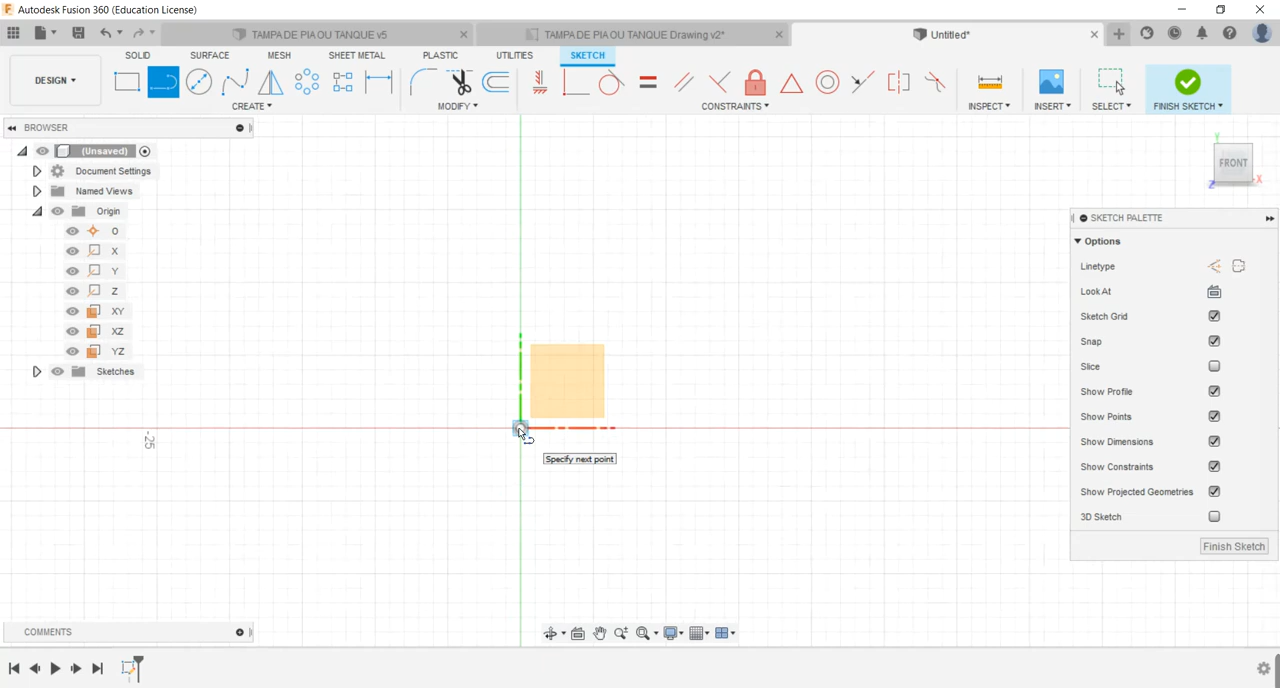 Autodesk Fusion 360 (Education License)
TAMPA DE PIA OU TANQUE v5
TAMPA DE PIA OU TANQUE Drawing v2*
Untitled*
SOLID SURFACE MESH SHEET METAL PLASTIC UTILITIES SKETCH
DESIGN
CREATE MODIFY CONSTRAINTS INSPECT INSERT SELECT FINISH SKETCH
BROWSER
(Unsaved)
Document Settings
Named Views
Origin
O
X
Y
Z
XY
XZ
YZ
Sketches
-25
Specify next point
Y
FRONT
Z
X
SKETCH PALETTE
Options
Linetype
Look At
Sketch Grid
Snap
Slice
Show Profile
Show Points
Show Dimensions
Show Constraints
Show Projected Geometries
3D Sketch
Finish Sketch
COMMENTS